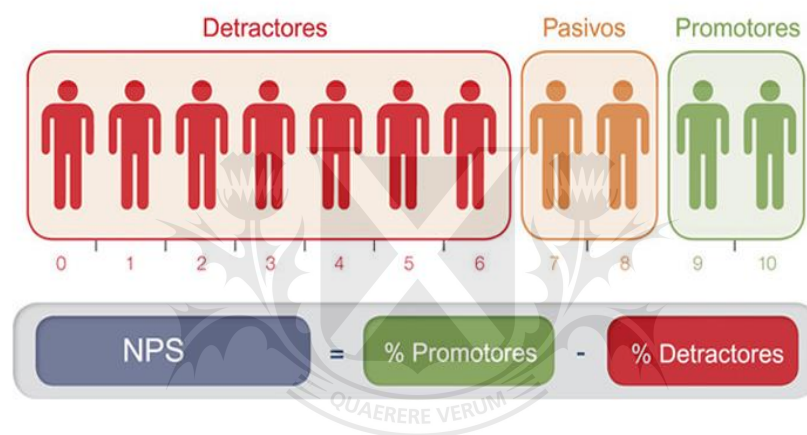 Detractores Pasivos Promotores
0 1 2 3 4 5 6 7 8 9 10
NPS = % Promotores - % Detractores
QUAERERE VERUM